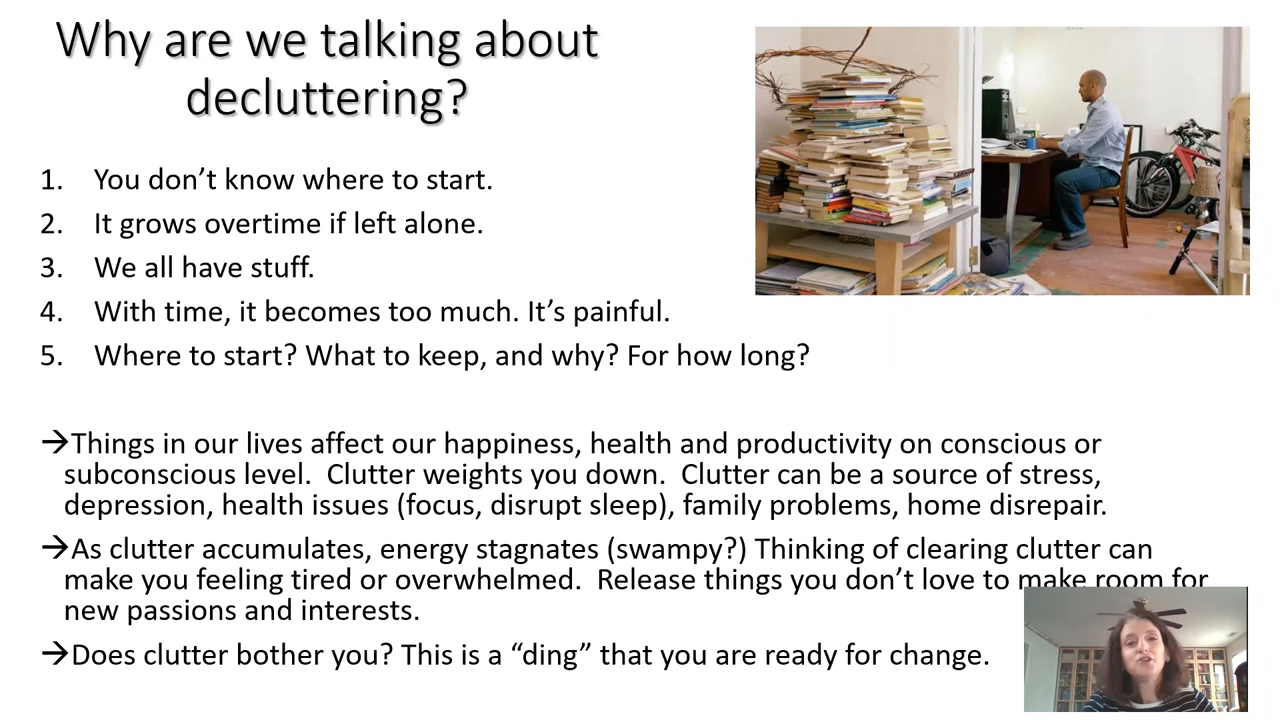 Why are we talking about
decluttering?
1. You don’t know where to start.
2. It grows overtime if left alone.
3. We all have stuff.
4. With time, it becomes too much. It’s painful.
5. Where to start? What to keep, and why? For how long?
→Things in our lives affect our happiness, health and productivity on conscious or
subconscious level.  Clutter weights you down.  Clutter can be a source of stress,
depression, health issues (focus, disrupt sleep), family problems, home disrepair.
→As clutter accumulates, energy stagnates (swampy?) Thinking of clearing clutter can
make you feeling tired or overwhelmed.  Release things you don’t love to make room for
new passions and interests.
→Does clutter bother you? This is a “ding” that you are ready for change.